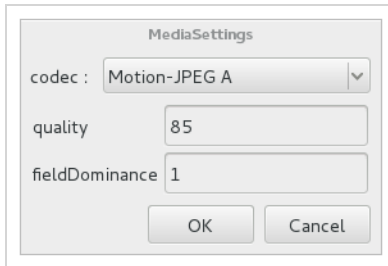 MediaSettings
codec : Motion-JPEG A
quality 85
fieldDominance 1
OK Cancel